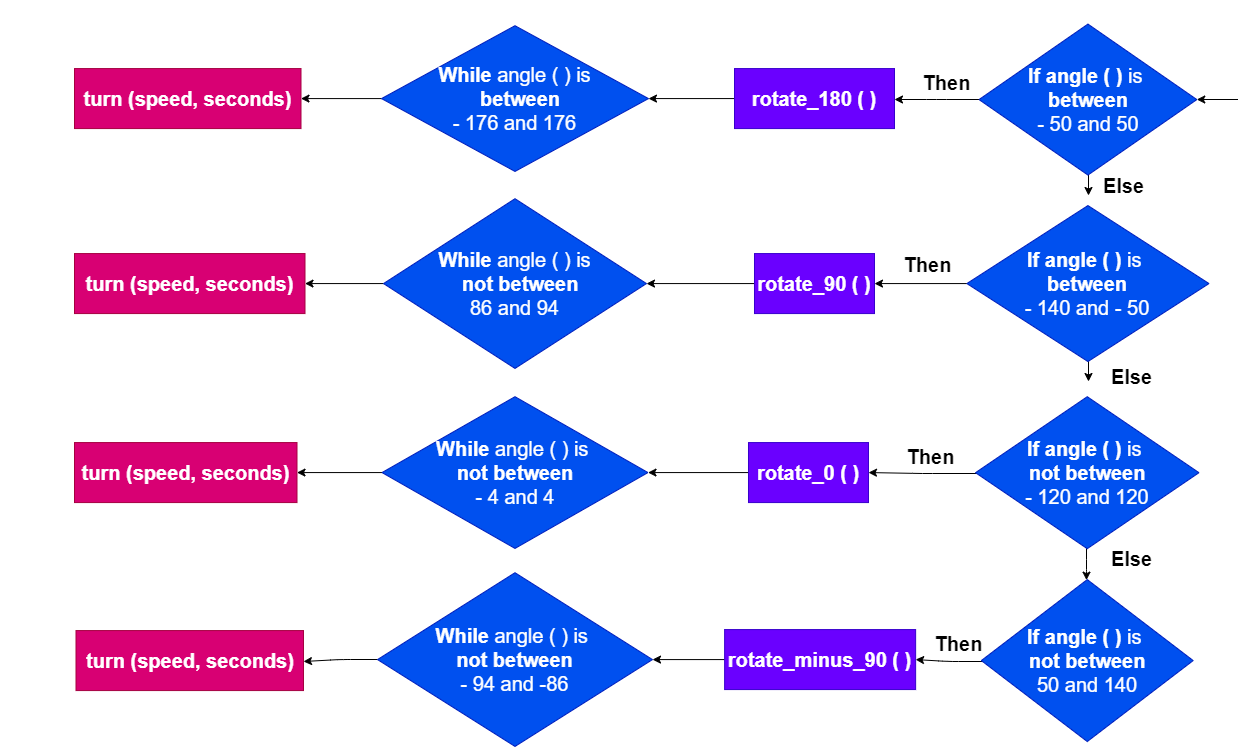 turn (speed, seconds)
While angle ( ) is
between
- 176 and 176
rotate_180 ( )
Then
If angle ( ) is
between
- 50 and 50
Else
turn (speed, seconds)
While angle ( ) is
not between
86 and 94
rotate_90 ( )
Then
If angle ( ) is
between
- 140 and - 50
Else
turn (speed, seconds)
While angle ( ) is
not between
- 4 and 4
rotate_0 ( )
Then
If angle ( ) is
not between
- 120 and 120
Else
turn (speed, seconds)
While angle ( ) is
not between
- 94 and -86
rotate_minus_90 ( )
Then
If angle ( ) is
not between
50 and 140